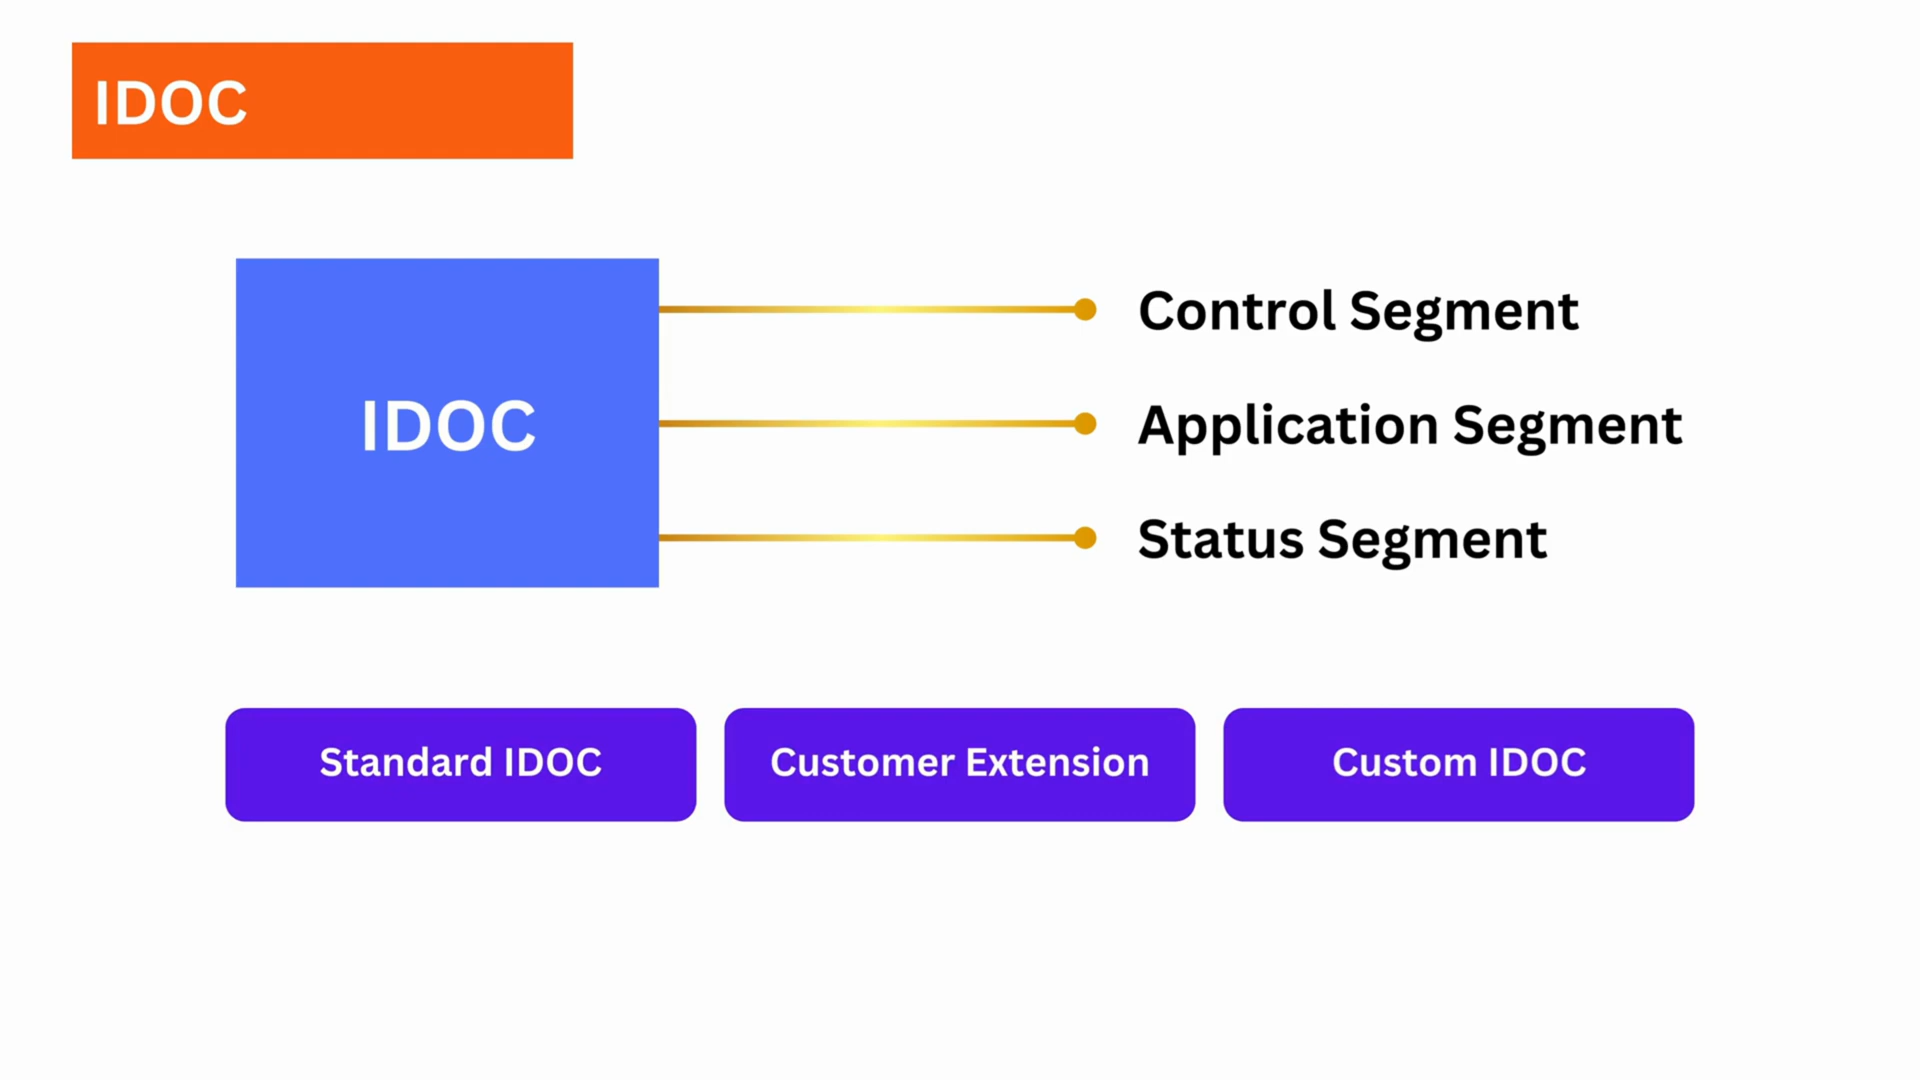 IDOC
IDOC
Control Segment
Application Segment
Status Segment
Standard IDOC
Customer Extension
Custom IDOC